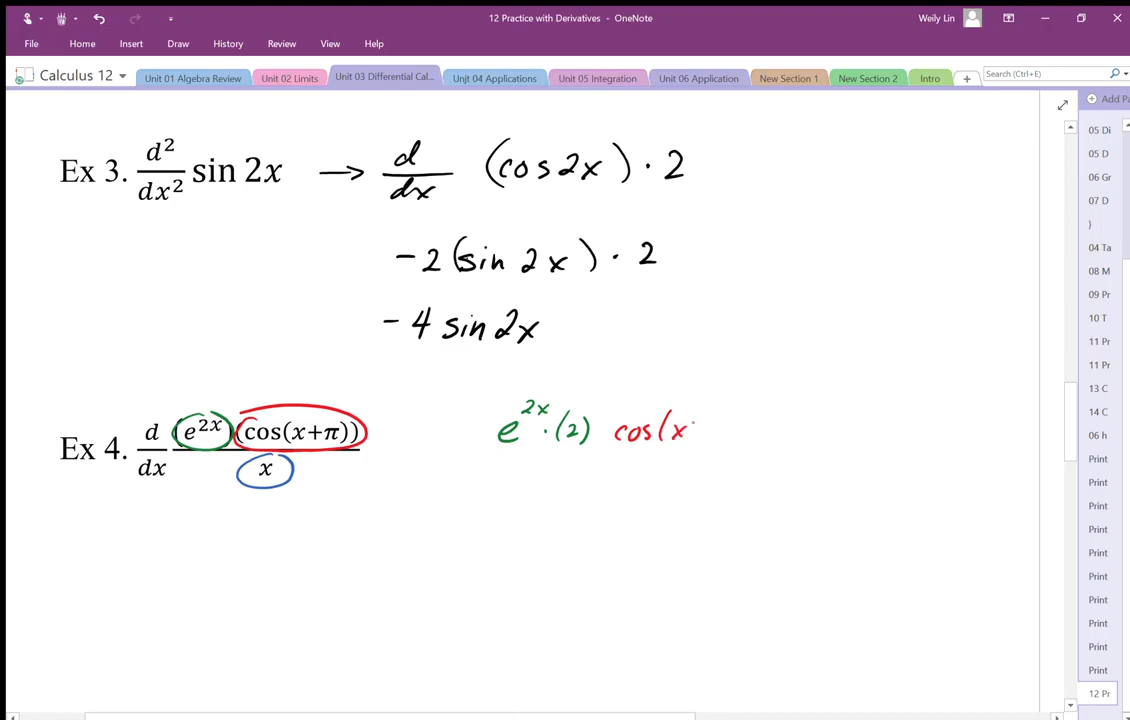 12 Practice with Derivatives - OneNote
Weily Lin
File Home Insert Draw History Review View Help
Calculus 12
Unit 01 Algebra Review Unit 02 Limits Unit 03 Differential Cal... Unit 04 Applications Unit 05 Integration Unit 06 Application New Section 1 New Section 2 Intro +
Search (Ctrl+E)
Add Pa
05 Di
05 D
06 Gr
07 D
}
04 Ta
08 M
09 Pr
10 T
11 Pr
11 Pr
13 C
14 C
06 h
Print
Print
Print
Print
Print
Print
Print
Print
Print
Print
12 Pr
Ex 3. d²/dx² sin 2x → d/dx (cos 2x) · 2
-2 (sin 2x) · 2
-4 sin 2x
Ex 4. d/dx (e^{2x})(cos(x+π))/x e^{2x} · (2) cos(x